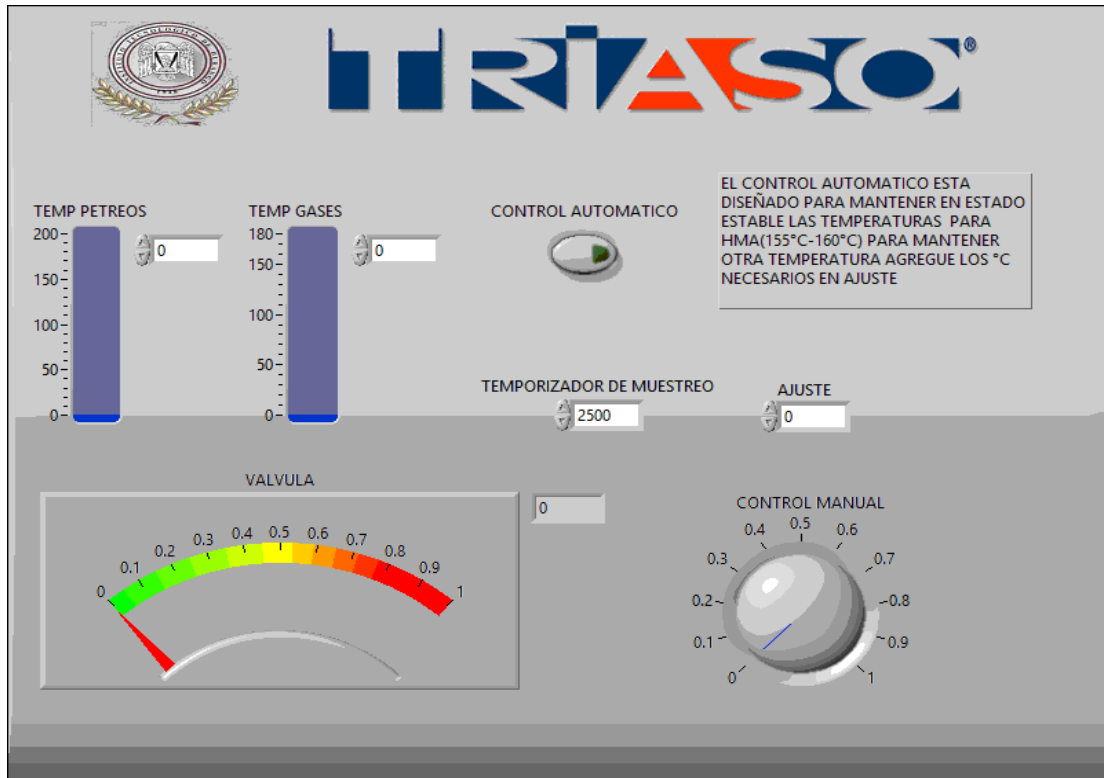 TRIASO®
TEMP PETREOS
200
150
100
50
0
0
TEMP GASES
180
150
100
50
0
0
CONTROL AUTOMATICO
EL CONTROL AUTOMATICO ESTA
DISEÑADO PARA MANTENER EN ESTADO
ESTABLE LAS TEMPERATURAS PARA
HMA(155°C-160°C) PARA MANTENER
OTRA TEMPERATURA AGREGUE LOS °C
NECESARIOS EN AJUSTE
TEMPORIZADOR DE MUESTREO
2500
AJUSTE
0
VALVULA
0
0.1
0.2
0.3
0.4
0.5
0.6
0.7
0.8
0.9
1
0
CONTROL MANUAL
0
0.1
0.2
0.3
0.4
0.5
0.6
0.7
0.8
0.9
1